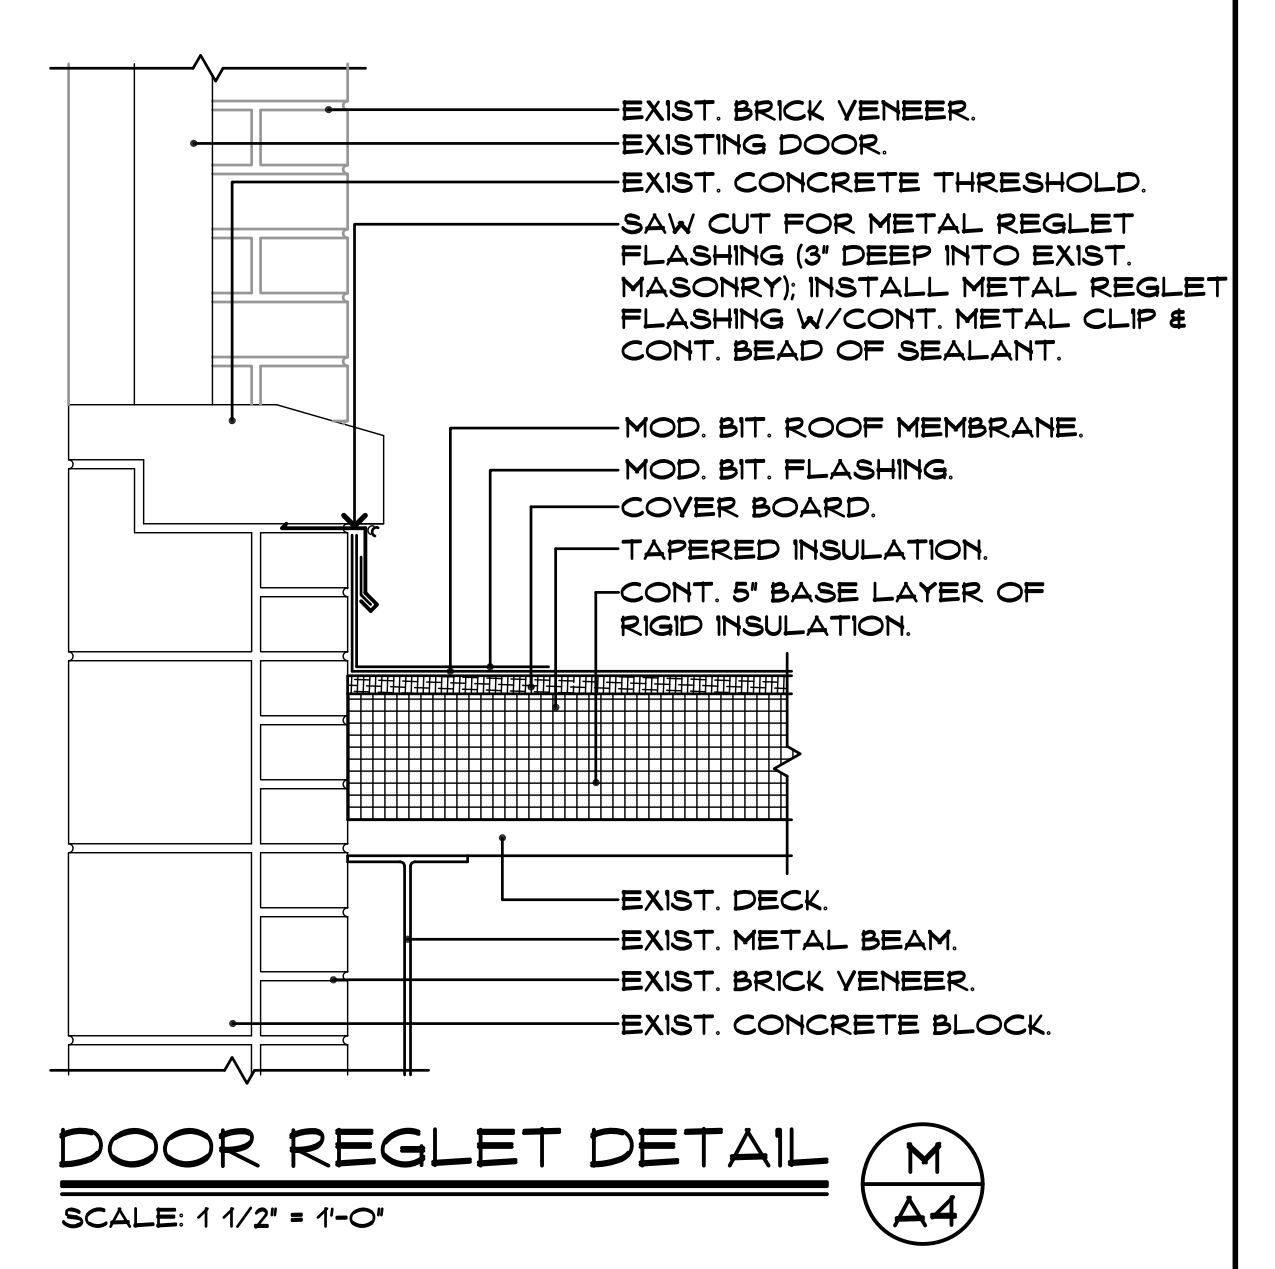 EXIST. BRICK VENEER.
EXISTING DOOR.
EXIST. CONCRETE THRESHOLD.
SAW CUT FOR METAL REGLET
FLASHING (3" DEEP INTO EXIST.
MASONRY); INSTALL METAL REGLET
FLASHING W/CONT. METAL CLIP &
CONT. BEAD OF SEALANT.
MOD. BIT. ROOF MEMBRANE.
MOD. BIT. FLASHING.
COVER BOARD.
TAPERED INSULATION.
CONT. 5" BASE LAYER OF
RIGID INSULATION.
EXIST. DECK.
EXIST. METAL BEAM.
EXIST. BRICK VENEER.
EXIST. CONCRETE BLOCK.
DOOR REGLET DETAIL
SCALE: 1 1/2" = 1'-0"
M
A4